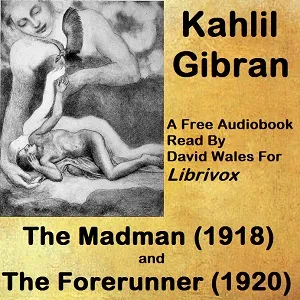 Kahlil
Gibran
A Free Audiobook
Read By
David Wales For
Librivox
The Madman (1918)
and
The Forerunner (1920)